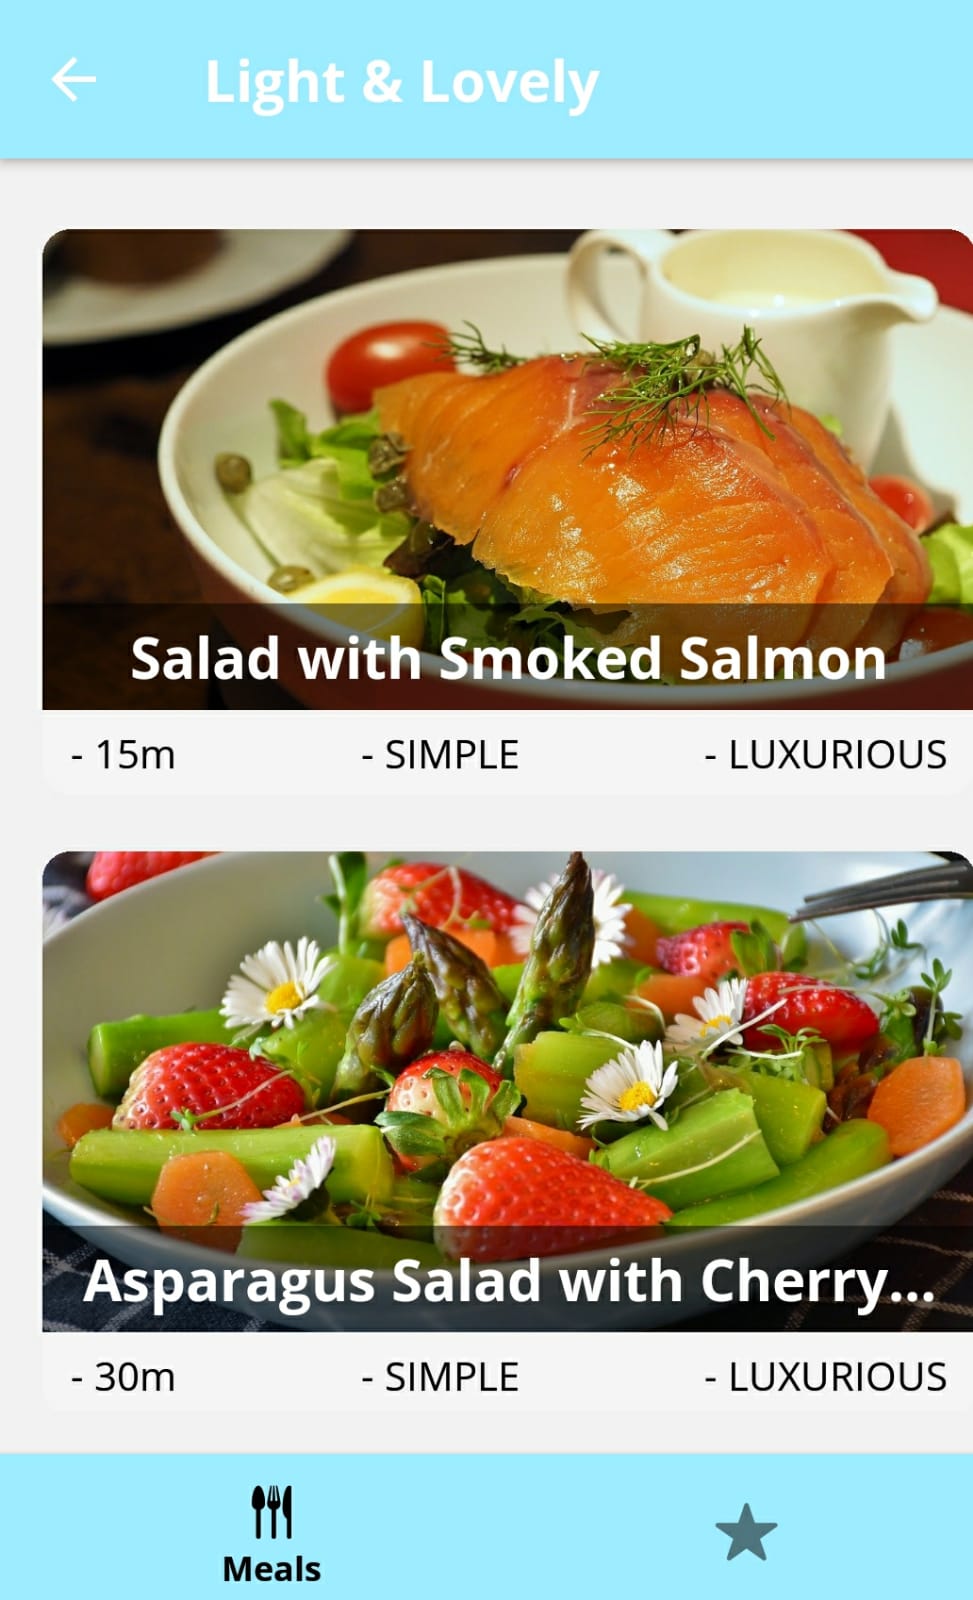 Light & Lovely
Salad with Smoked Salmon
- 15m - SIMPLE - LUXURIOUS
Asparagus Salad with Cherry...
- 30m - SIMPLE - LUXURIOUS
Meals